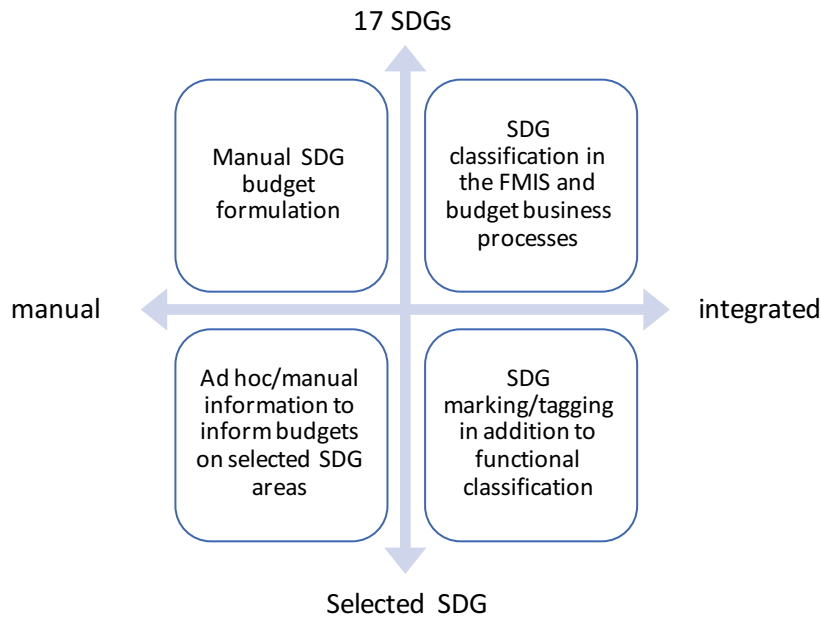 17 SDGs
Manual SDG
budget
formulation
SDG
classification in
the FMIS and
budget business
processes
manual
integrated
Ad hoc/manual
information to
inform budgets
on selected SDG
areas
SDG
marking/tagging
in addition to
functional
classification
Selected SDG